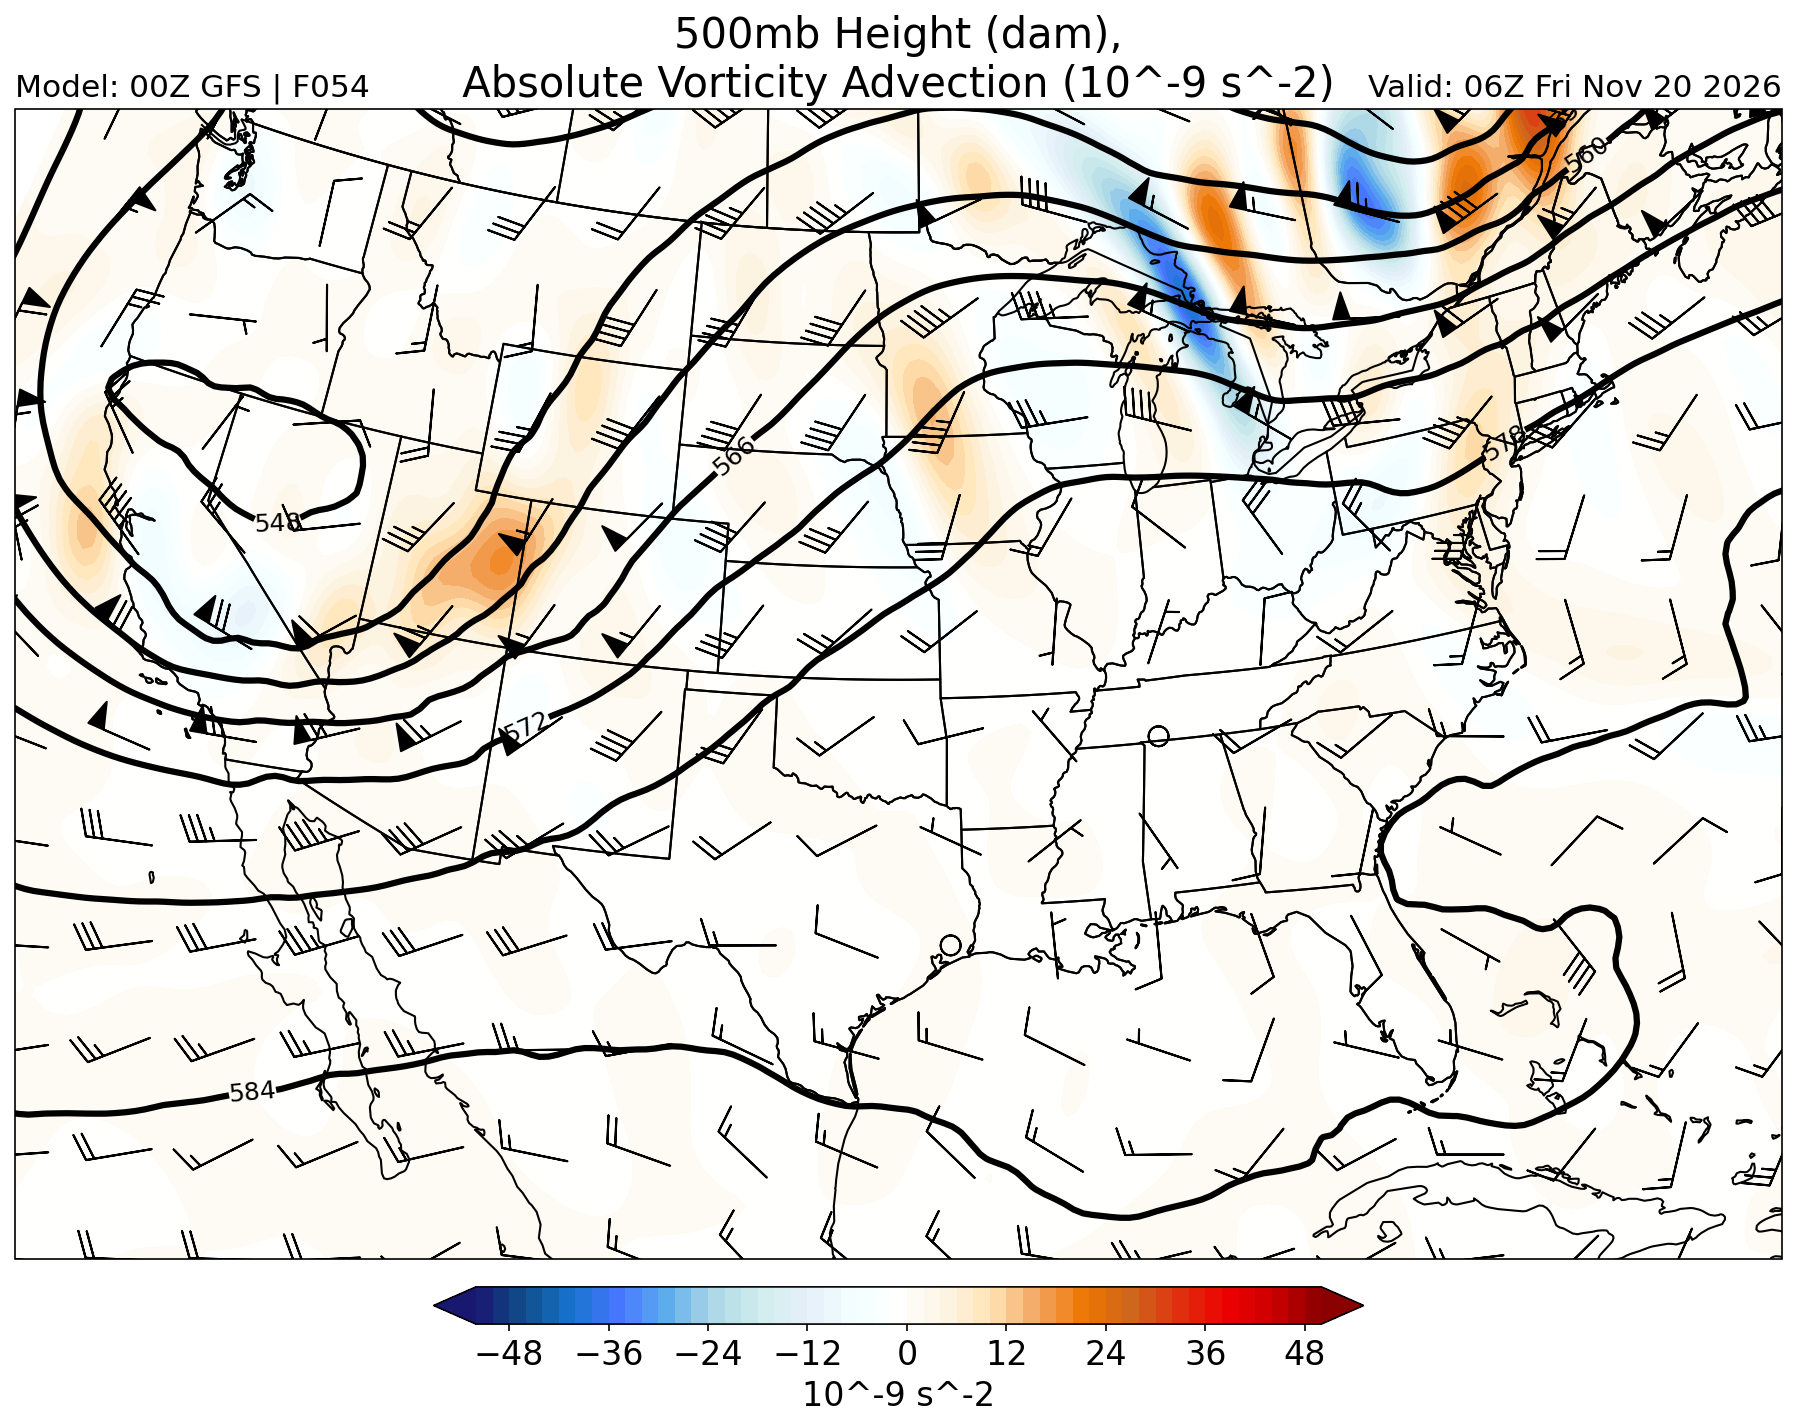 500mb Height (dam),
Model: 00Z GFS | F054
Absolute Vorticity Advection (10^-9 s^-2)
Valid: 06Z Fri Nov 20 2026
560
566
578
548
572
584
−48 −36 −24 −12 0 12 24 36 48
10^-9 s^-2